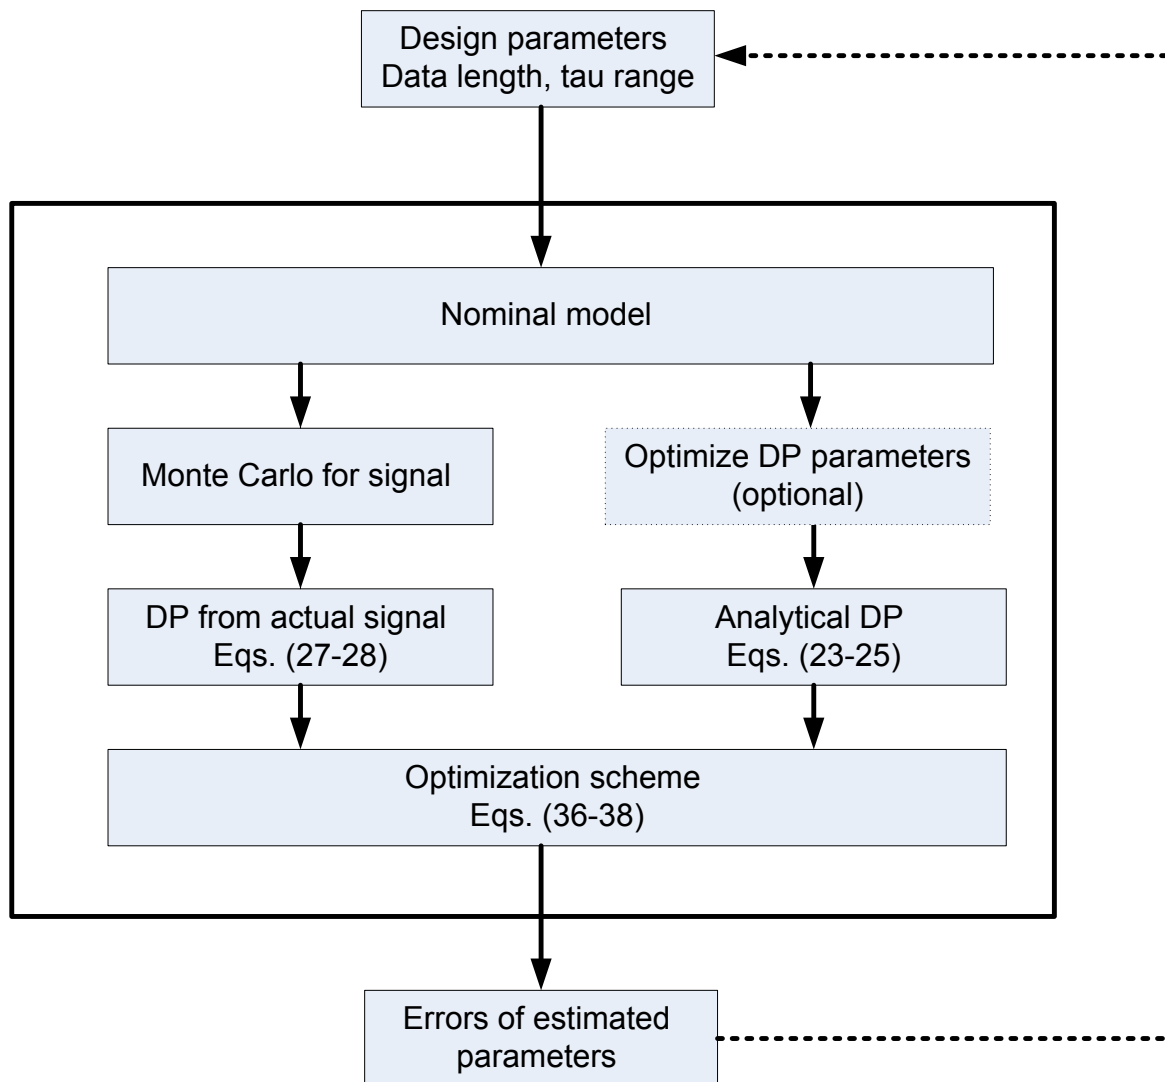 Design parameters
Data length, tau range
Nominal model
Monte Carlo for signal
Optimize DP parameters
(optional)
DP from actual signal
Eqs. (27-28)
Analytical DP
Eqs. (23-25)
Optimization scheme
Eqs. (36-38)
Errors of estimated
parameters